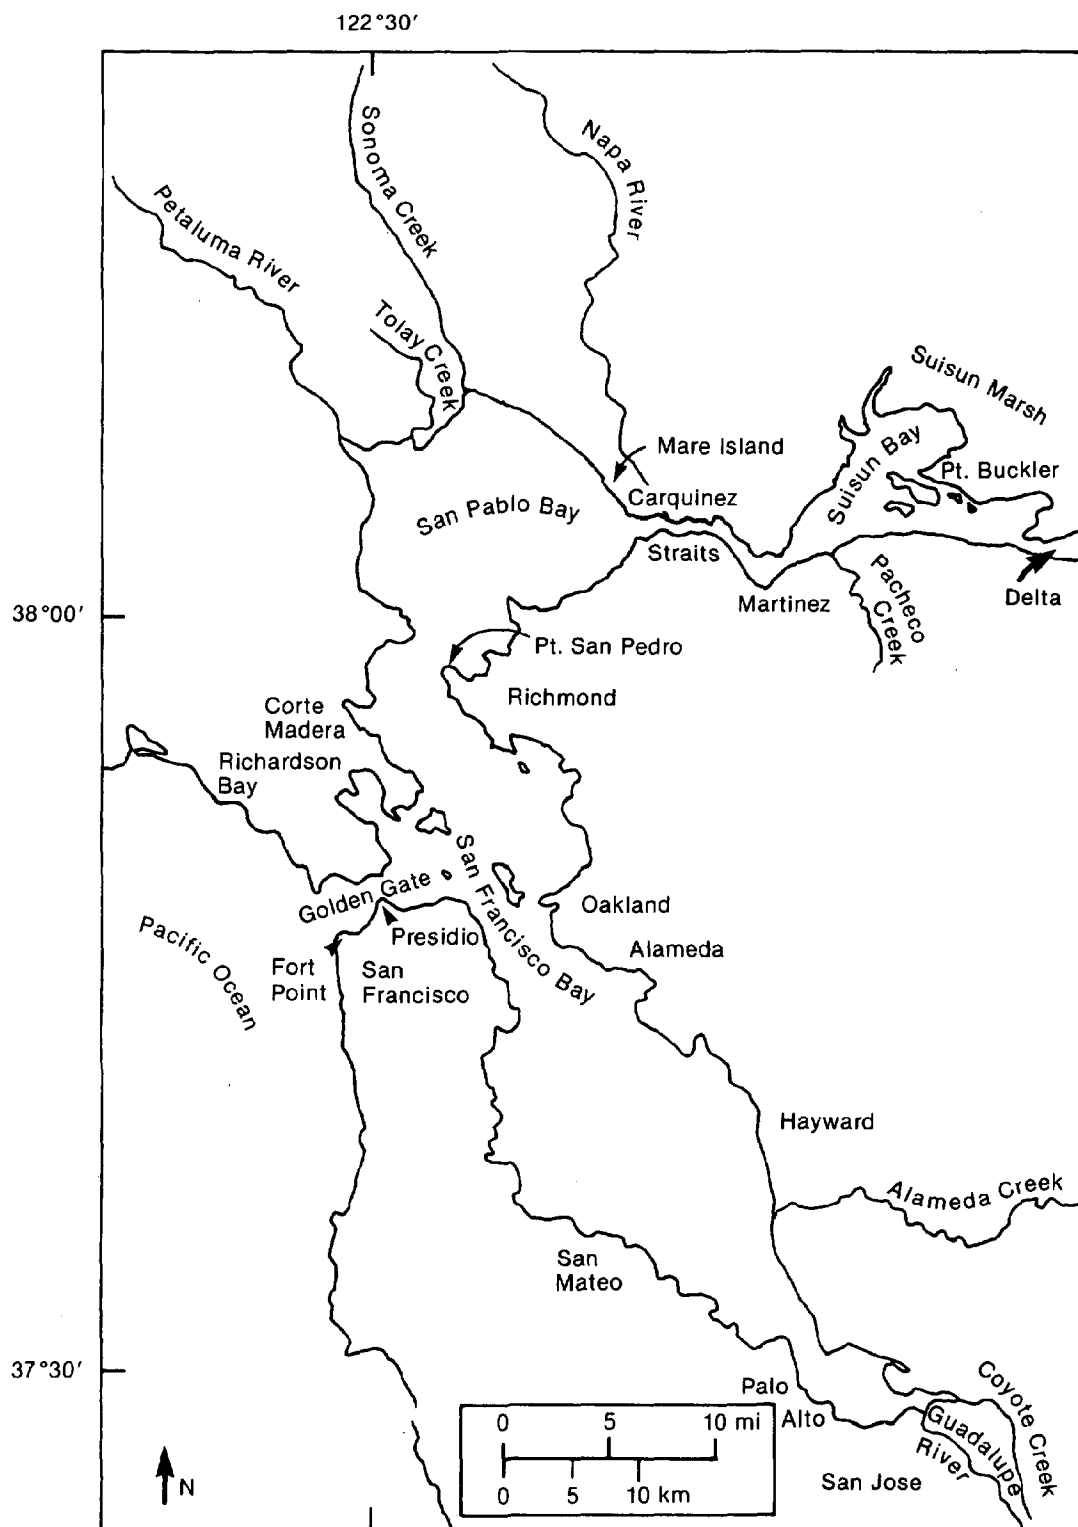 122°30'
Sonoma Creek
Napa River
Petaluma River
Tolay Creek
Suisun Marsh
Mare Island
Suisun Bay
Pt. Buckler
San Pablo Bay
Carquinez
Straits
Martinez
Pacheco
Creek
Delta
38°00'
Pt. San Pedro
Richmond
Corte
Madera
Richardson
Bay
San Francisco Bay
Golden Gate
Oakland
Presidio
Alameda
Pacific Ocean
Fort
Point
San
Francisco
Hayward
Alameda Creek
San
Mateo
37°30'
Palo
Alto
Coyote Creek
Guadalupe
River
San Jose
0 5 10 mi
0 5 10 km
N